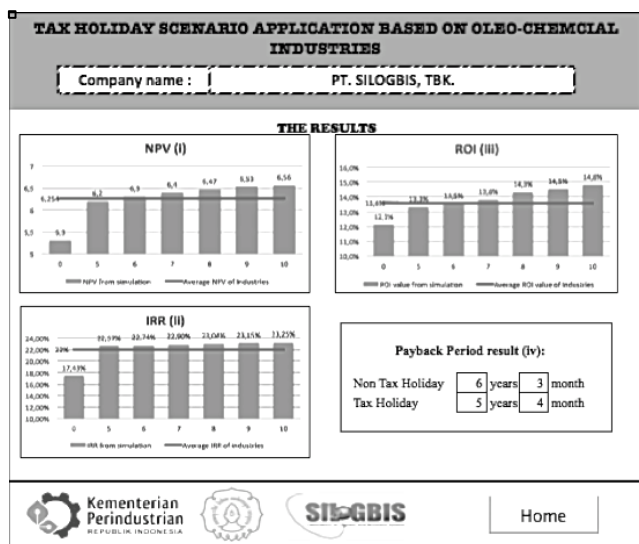 TAX HOLIDAY SCENARIO APPLICATION BASED ON OLEO-CHEMCIAL
INDUSTRIES
Company name : PT. SILOGBIS, TBK.
THE RESULTS
NPV (i)
7
6,5
6
5,5
5
5,3 6,2 6,3 6,4 6,47 6,53 6,56
0 5 6 7 8 9 10
NPV from simulation Average NPV of Industries
ROI (iii)
16,0%
15,0%
14,0%
13,0%
12,0%
11,0%
10,0%
12,1% 13,3% 13,6% 13,8% 14,3% 14,5% 14,8%
0 5 6 7 8 9 10
ROI value from simulation Average ROI value of Industries
IRR (ii)
24,00%
22,00%
20,00%
18,00%
16,00%
14,00%
12,00%
10,00%
22%
17,43% 22,57% 22,74% 22,90% 23,04% 23,15% 23,25%
0 5 6 7 8 9 10
IRR from simulation Average IRR of Industries
Payback Period result (iv):
Non Tax Holiday 6 years 3 month
Tax Holiday 5 years 4 month
Kementerian
Perindustrian
REPUBLIK INDONESIA
SILOGBIS
Home